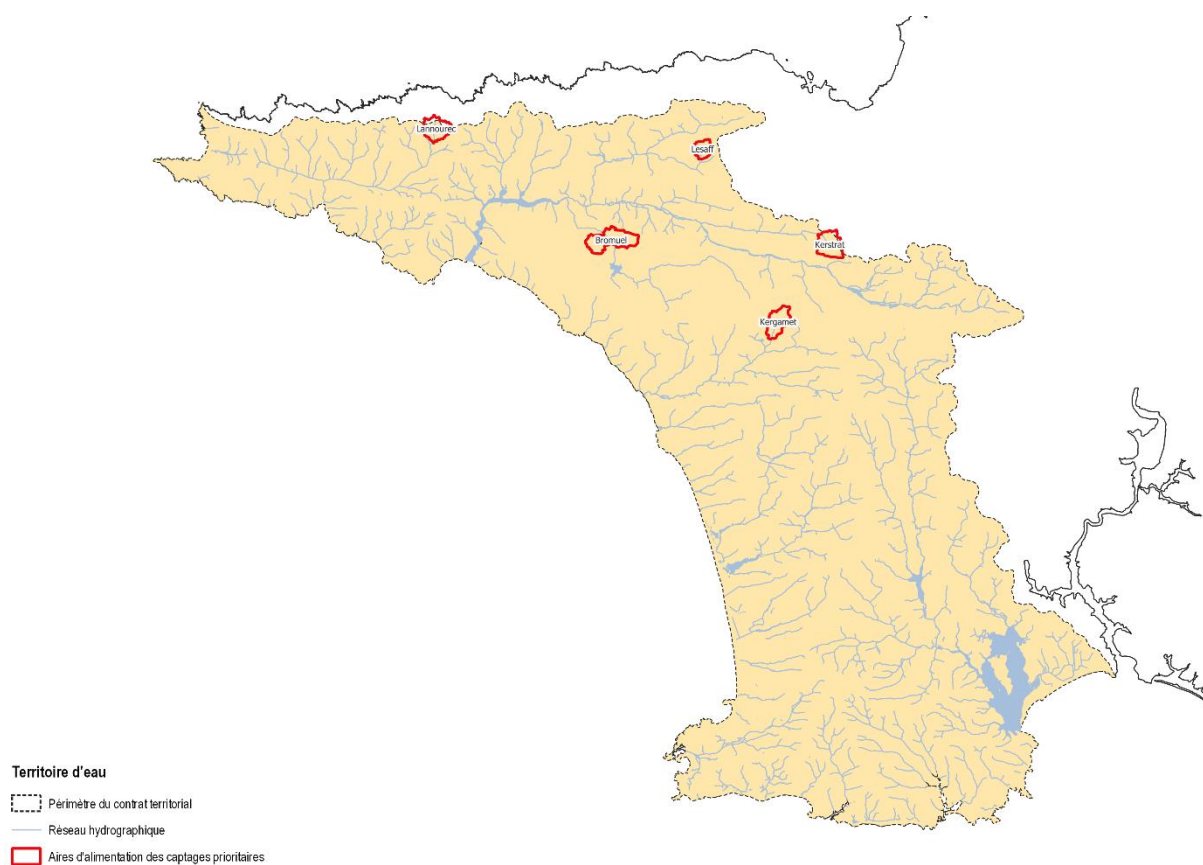 Lannourec
Lesaff
Bromuel
Kerstrat
Kergamet
Territoire d'eau
Périmètre du contrat territorial
Réseau hydrographique
Aires d'alimentation des captages prioritaires